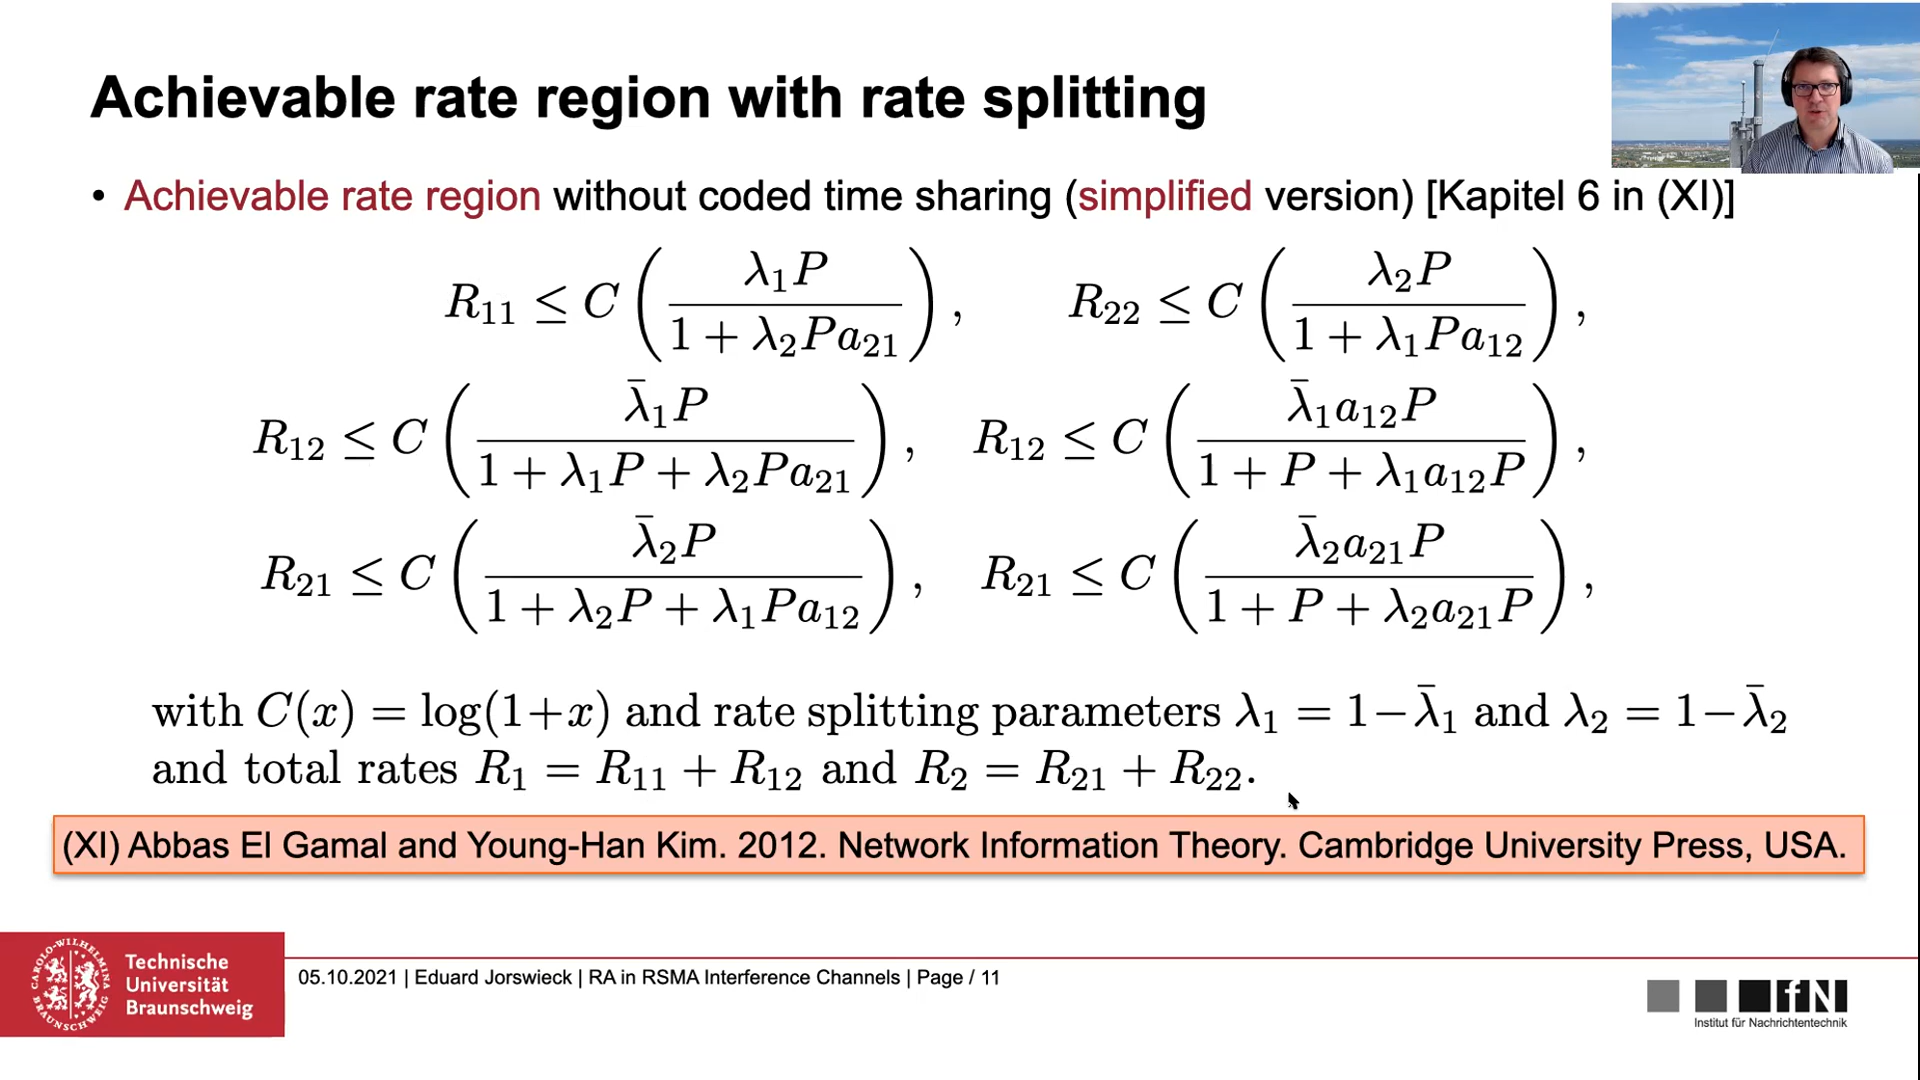 Achievable rate region with rate splitting
• Achievable rate region without coded time sharing (simplified version) [Kapitel 6 in (XI)]
R₁₁ ≤ C ( λ₁P / (1 + λ₂Pa₂₁) ) , R₂₂ ≤ C ( λ₂P / (1 + λ₁Pa₁₂) ) ,
R₁₂ ≤ C ( λ̄₁P / (1 + λ₁P + λ₂Pa₂₁) ) , R₁₂ ≤ C ( λ̄₁a₁₂P / (1 + P + λ₁a₁₂P) ) ,
R₂₁ ≤ C ( λ̄₂P / (1 + λ₂P + λ₁Pa₁₂) ) , R₂₁ ≤ C ( λ̄₂a₂₁P / (1 + P + λ₂a₂₁P) ) ,
with C(x) = log(1+x) and rate splitting parameters λ₁ = 1−λ̄₁ and λ₂ = 1−λ̄₂
and total rates R₁ = R₁₁ + R₁₂ and R₂ = R₂₁ + R₂₂.
(XI) Abbas El Gamal and Young-Han Kim. 2012. Network Information Theory. Cambridge University Press, USA.
CAROLO-WILHELMINA
BRAUNSCHWEIG
Technische
Universität
Braunschweig
05.10.2021 | Eduard Jorswieck | RA in RSMA Interference Channels | Page / 11
IfN
Institut für Nachrichtentechnik